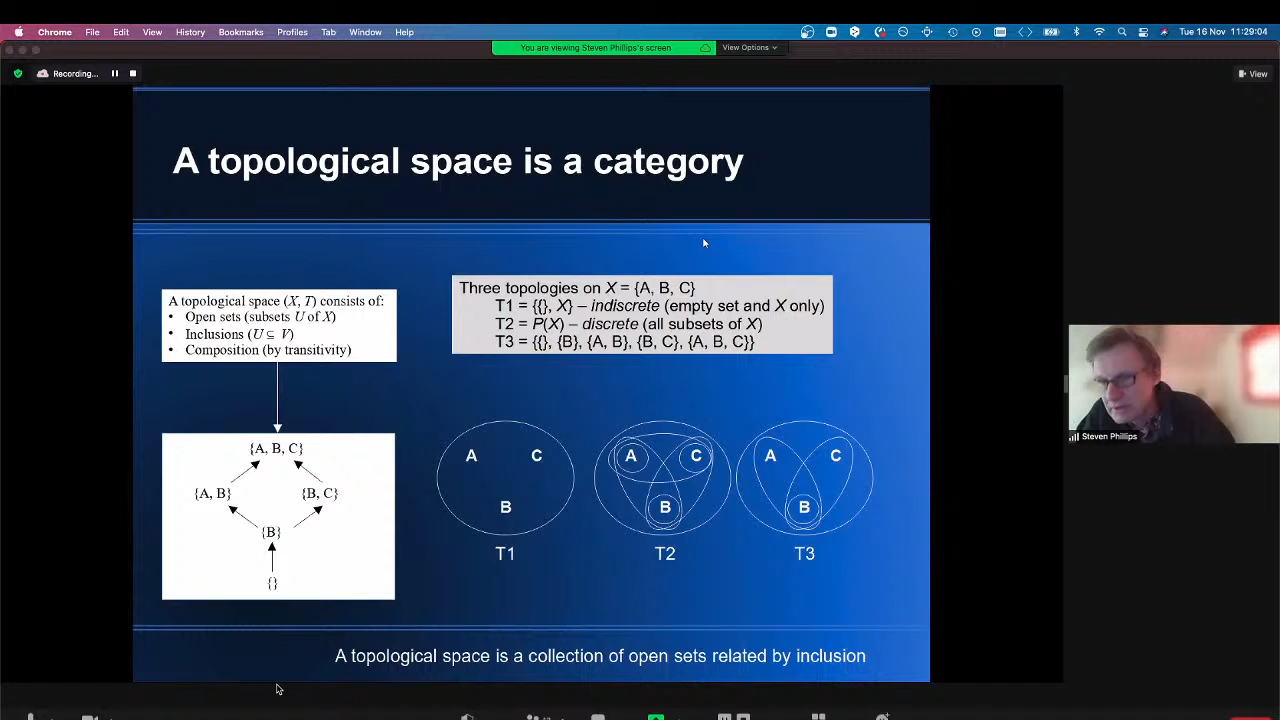 Chrome File Edit View History Bookmarks Profiles Tab Window Help Tue 16 Nov 11:29:04
You are viewing Steven Phillips's screen View Options
Recording... View
A topological space is a category
A topological space (X, T) consists of:
• Open sets (subsets U of X)
• Inclusions (U ⊆ V)
• Composition (by transitivity)
Three topologies on X = {A, B, C}
T1 = {{}, X} – indiscrete (empty set and X only)
T2 = P(X) – discrete (all subsets of X)
T3 = {{}, {B}, {A, B}, {B, C}, {A, B, C}}
{A, B, C}
{A, B} {B, C}
{B}
{}
A C
B
T1
A C
B
T2
A C
B
T3
Steven Phillips
A topological space is a collection of open sets related by inclusion